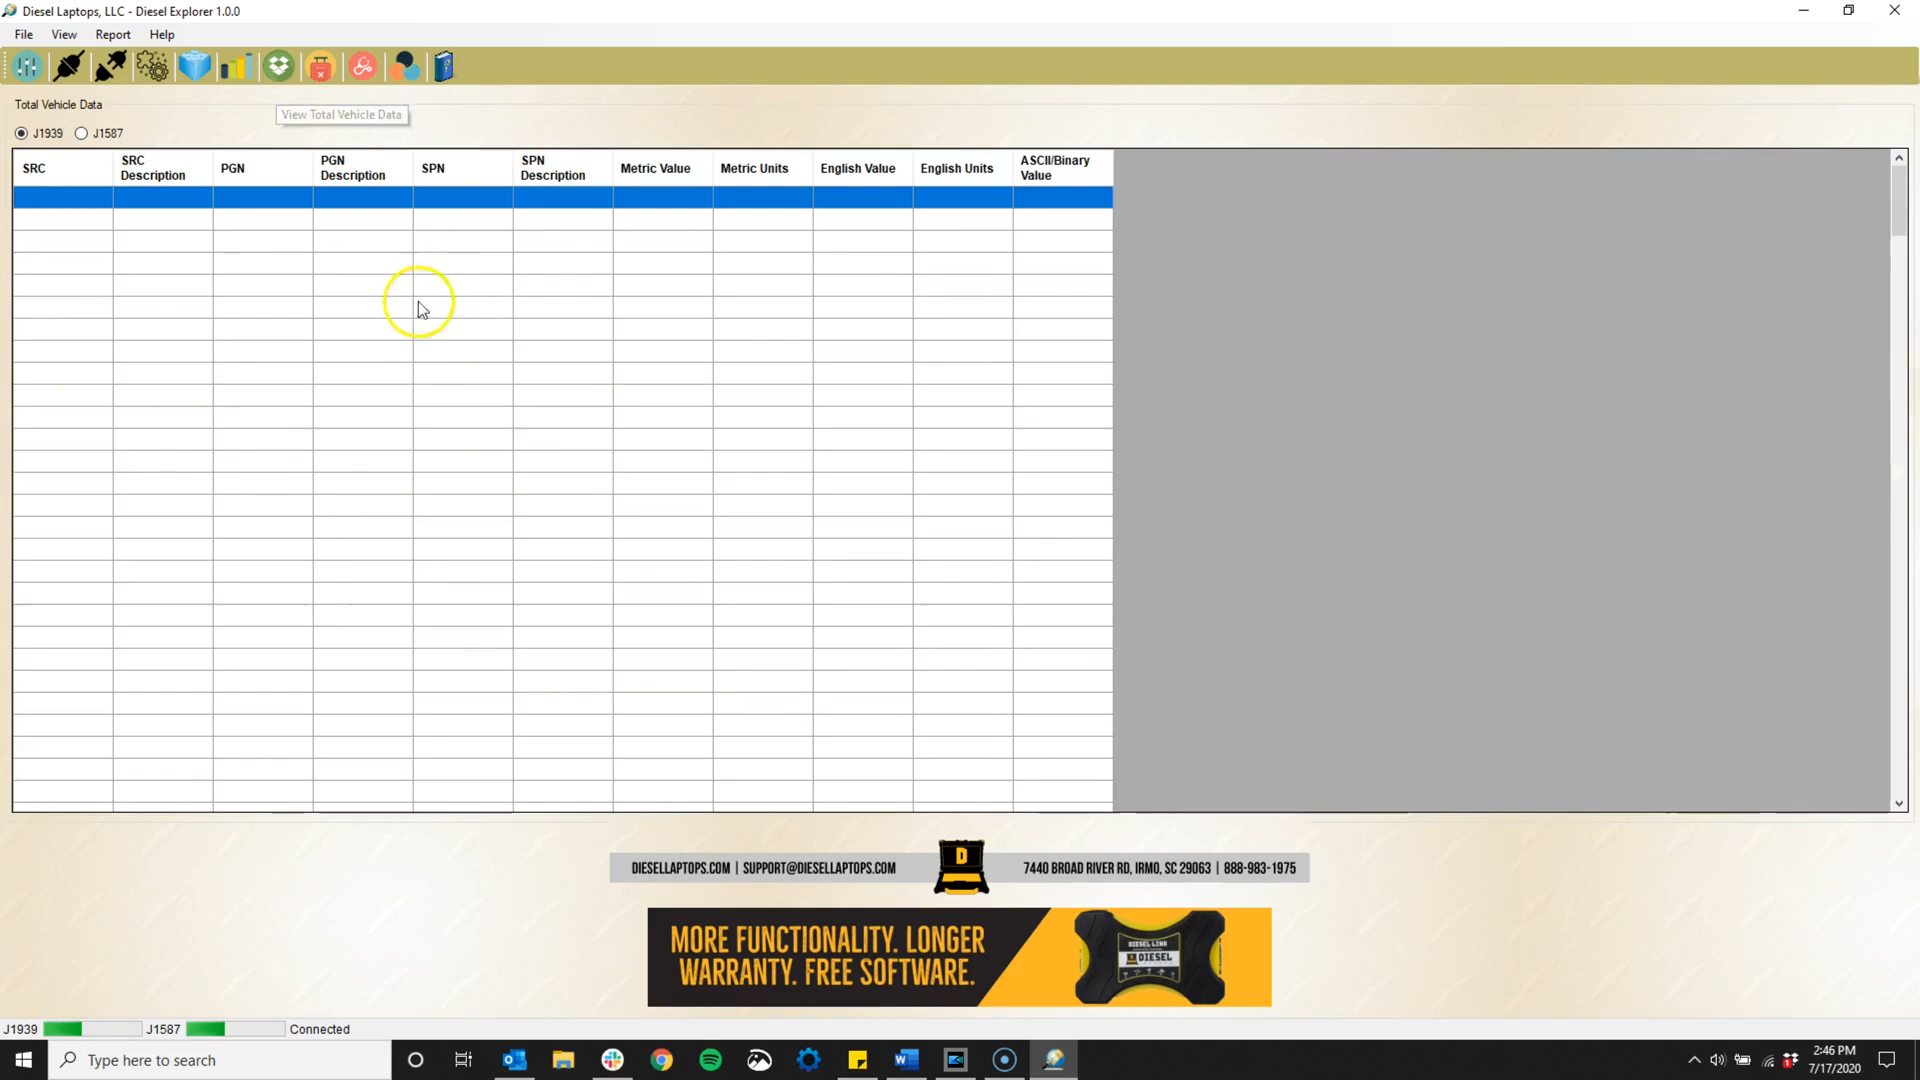 Diesel Laptops, LLC - Diesel Explorer 1.0.0
File View Report Help
Total Vehicle Data
View Total Vehicle Data
J1939 J1587
SRC
SRC Description
PGN
PGN Description
SPN
SPN Description
Metric Value
Metric Units
English Value
English Units
ASCII/Binary Value
DIESELLAPTOPS.COM | SUPPORT@DIESELLAPTOPS.COM
D
7440 BROAD RIVER RD, IRMO, SC 29063 | 888-983-1975
MORE FUNCTIONALITY. LONGER
WARRANTY. FREE SOFTWARE.
DIESEL LINK
DIESEL
J1939 J1587 Connected
Type here to search
2:46 PM
7/17/2020